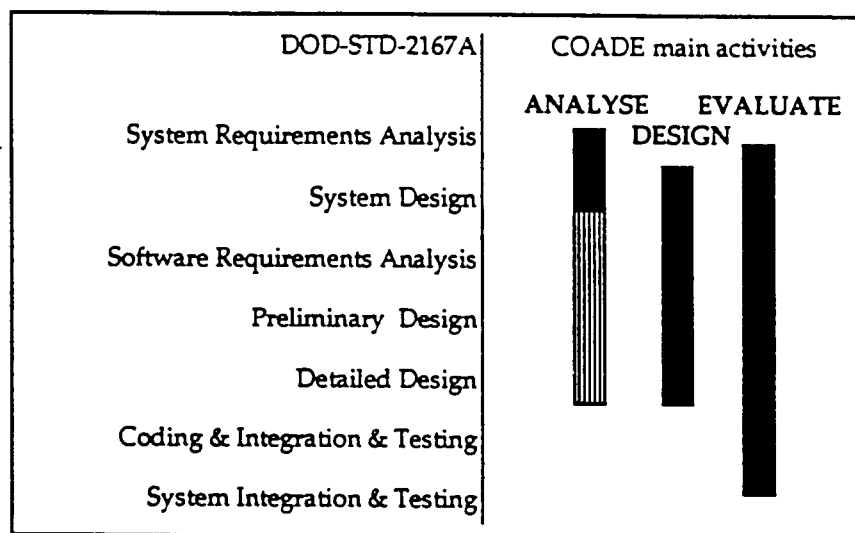 DOD-STD-2167A
COADE main activities
ANALYSE EVALUATE
DESIGN
System Requirements Analysis
System Design
Software Requirements Analysis
Preliminary Design
Detailed Design
Coding & Integration & Testing
System Integration & Testing